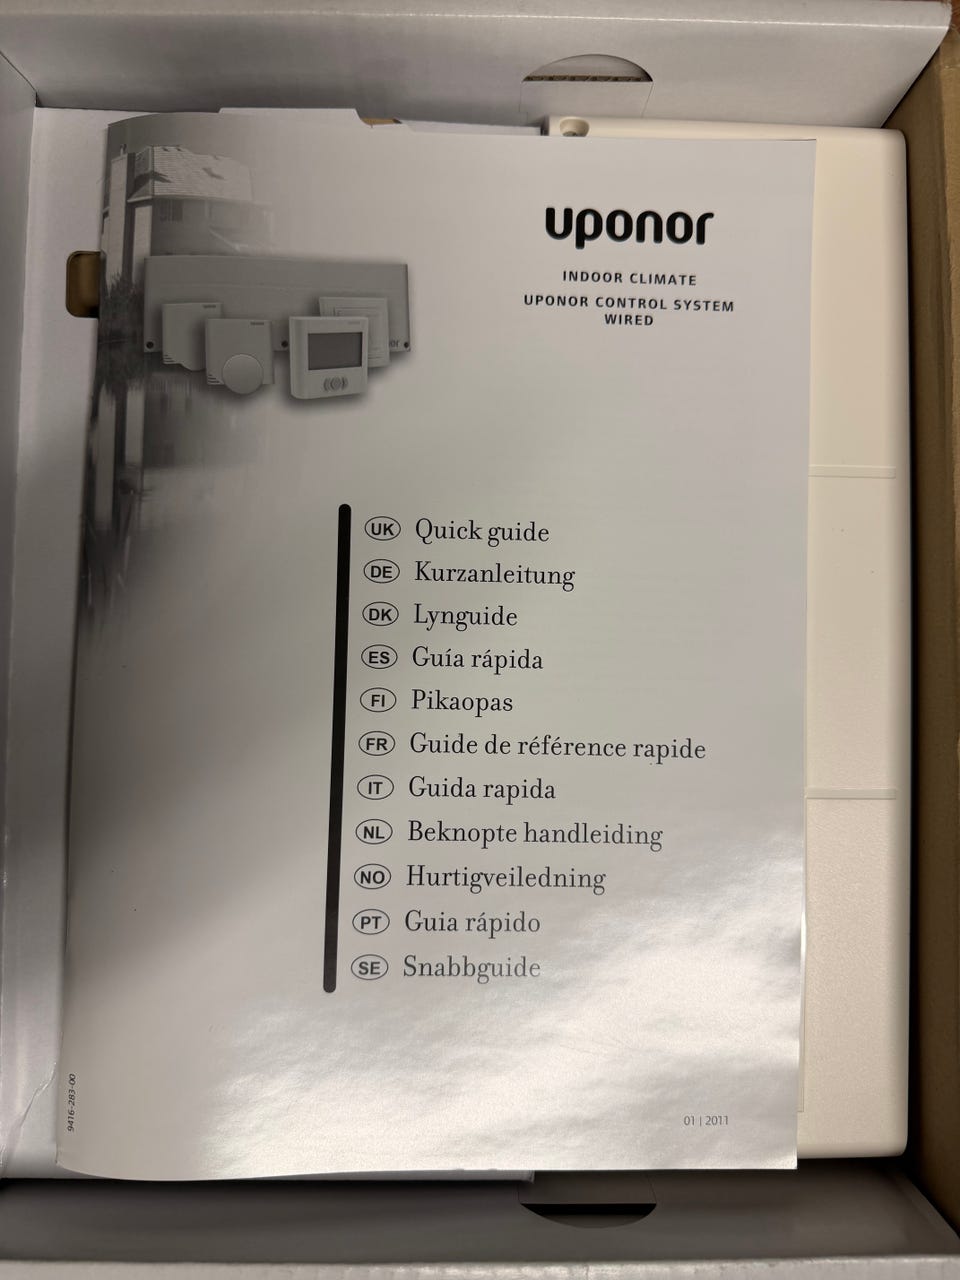 uponor
INDOOR CLIMATE
UPONOR CONTROL SYSTEM
WIRED
UK Quick guide
DE Kurzanleitung
DK Lynguide
ES Guía rápida
FI Pikaopas
FR Guide de référence rapide
IT Guida rapida
NL Beknopte handleiding
NO Hurtigveiledning
PT Guia rápido
SE Snabbguide
9416-283-00
01 | 2011